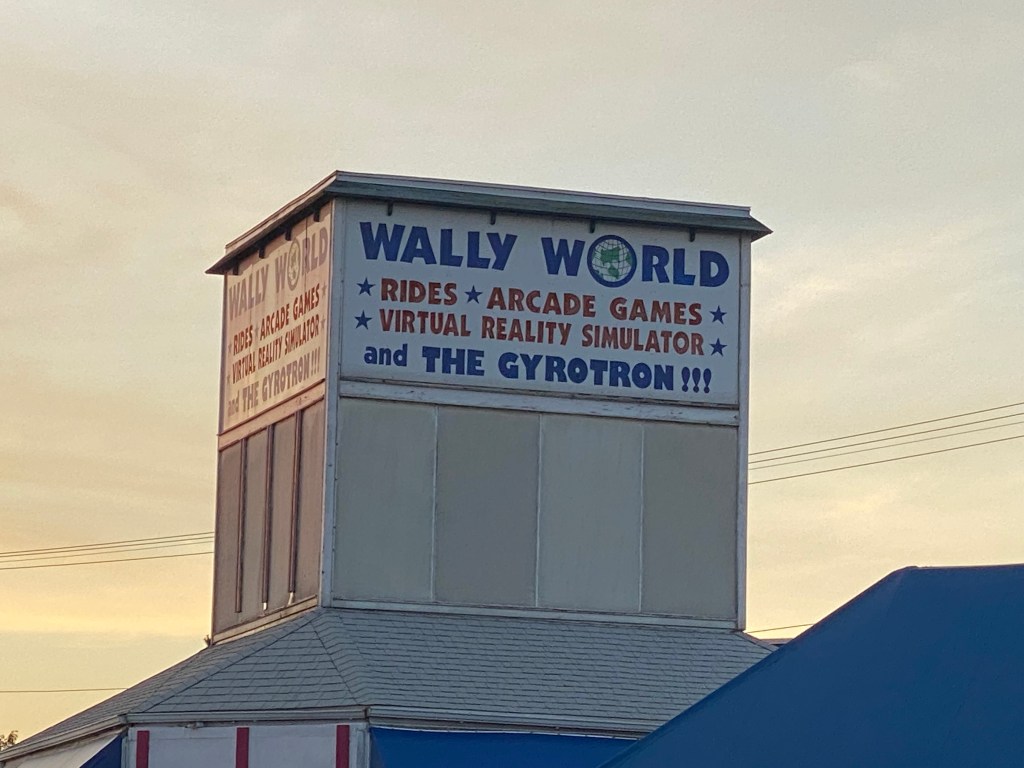 WALLY WORLD
RIDES ARCADE GAMES
VIRTUAL REALITY SIMULATOR
and THE GYROTRON!!!
WALLY WORLD
RIDES ARCADE GAMES
VIRTUAL REALITY SIMULATOR
and THE GYROTRON!!!